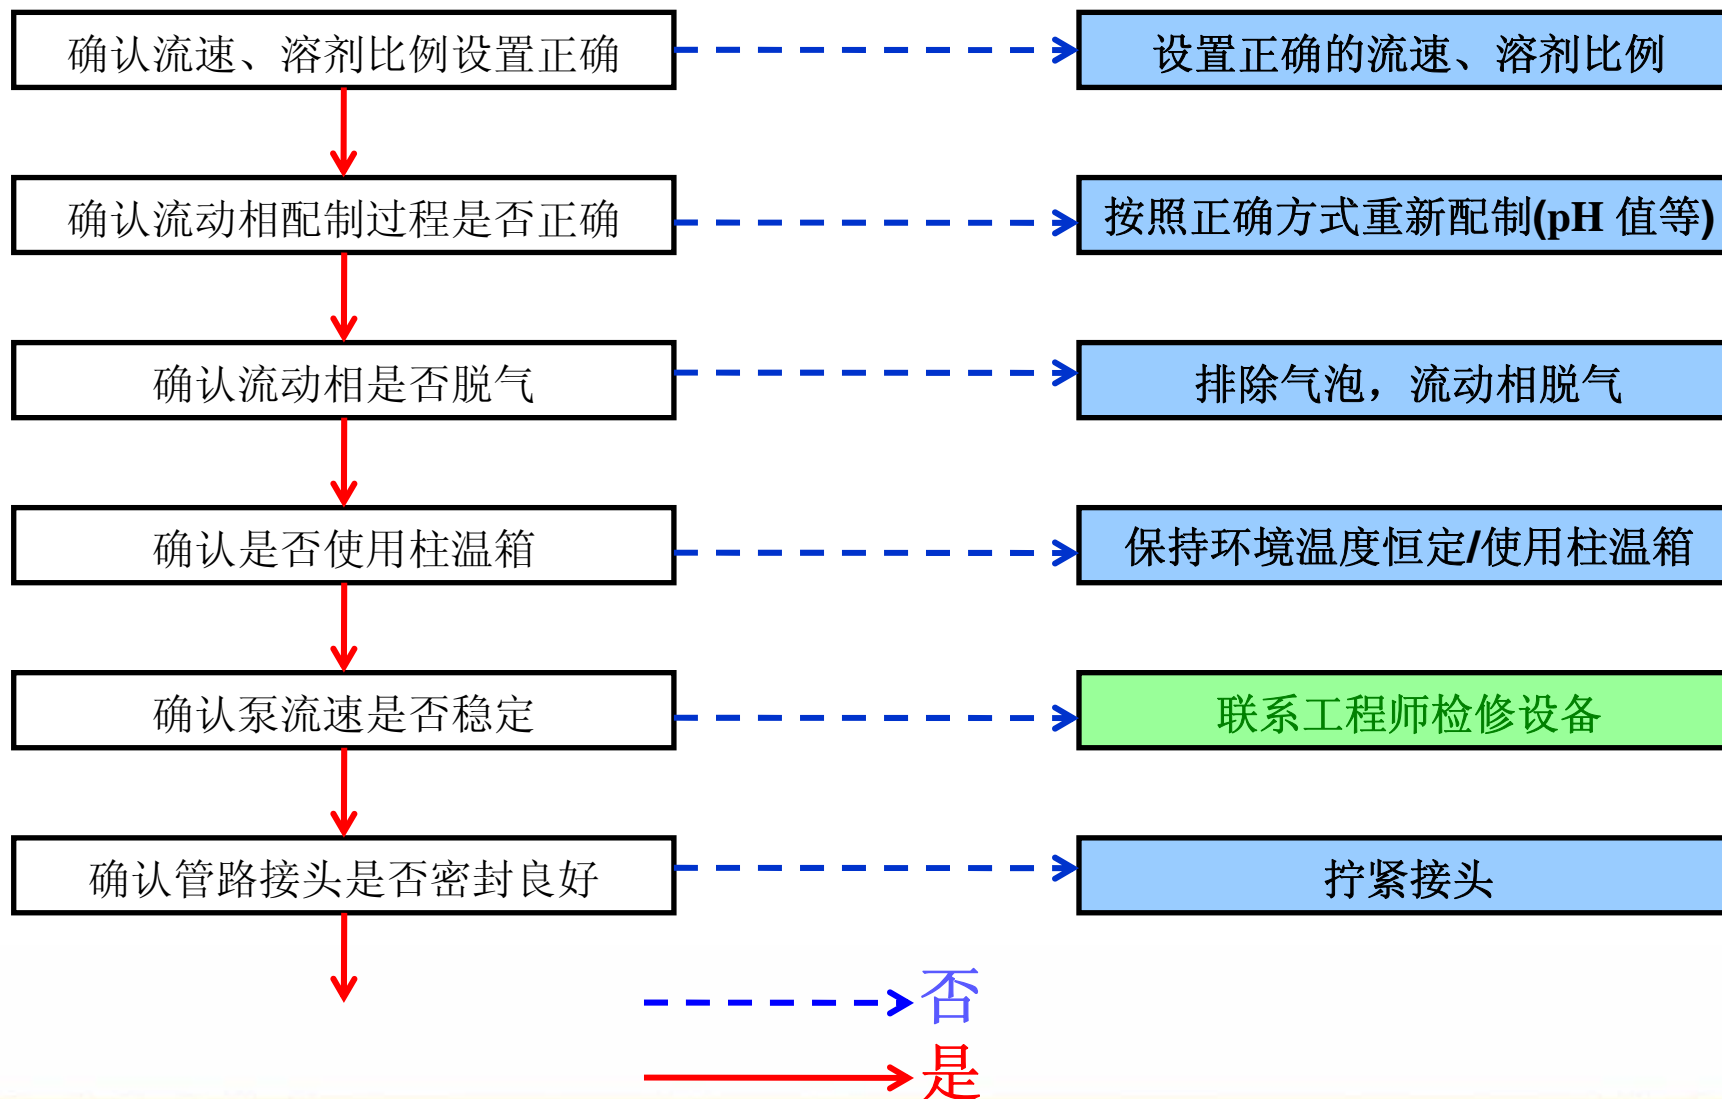 确认流速、溶剂比例设置正确
设置正确的流速、溶剂比例
确认流动相配制过程是否正确
按照正确方式重新配制(pH 值等)
确认流动相是否脱气
排除气泡，流动相脱气
确认是否使用柱温箱
保持环境温度恒定/使用柱温箱
确认泵流速是否稳定
联系工程师检修设备
确认管路接头是否密封良好
拧紧接头
否
是